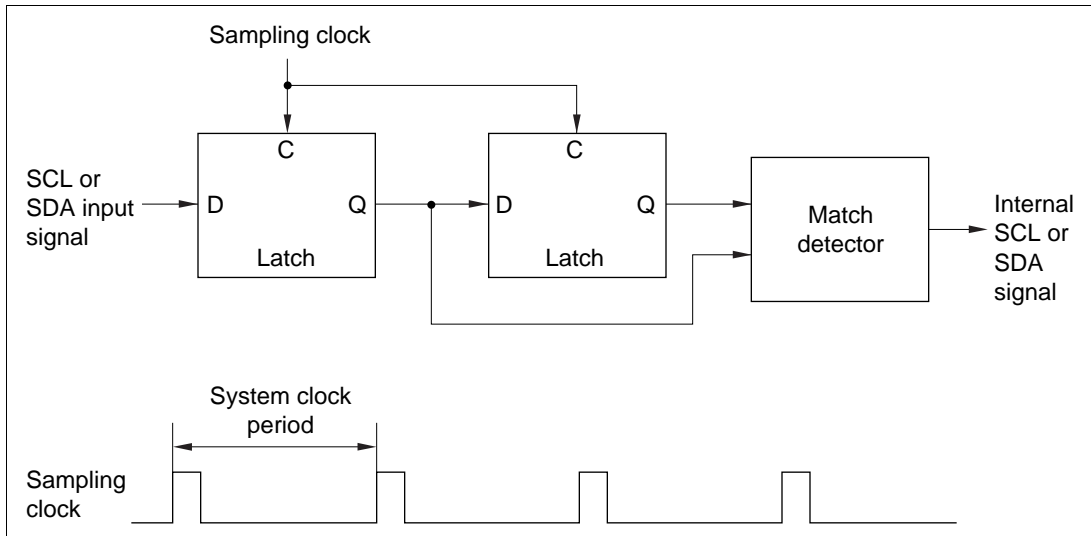 Sampling clock
C
C
SCL or
SDA input
signal
D
Q
D
Q
Latch
Latch
Match
detector
Internal
SCL or
SDA
signal
System clock
period
Sampling
clock